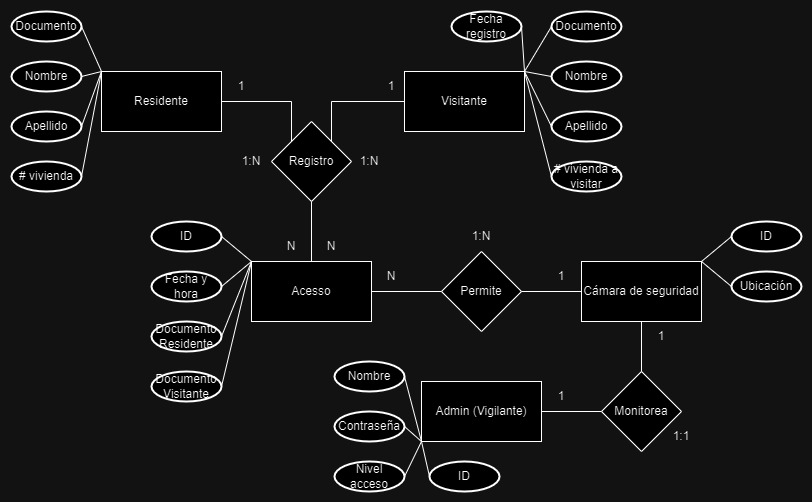 Documento
Nombre
Apellido
# vivienda
Residente
1
1
Visitante
Fecha
registro
Documento
Nombre
Apellido
# vivienda a
visitar
1:N
Registro
1:N
N
N
ID
Fecha y
hora
Documento
Residente
Documento
Visitante
Acesso
N
1:N
Permite
1
Cámara de seguridad
ID
Ubicación
1
Monitorea
1:1
1
Admin (Vigilante)
Nombre
Contraseña
Nivel
acceso
ID